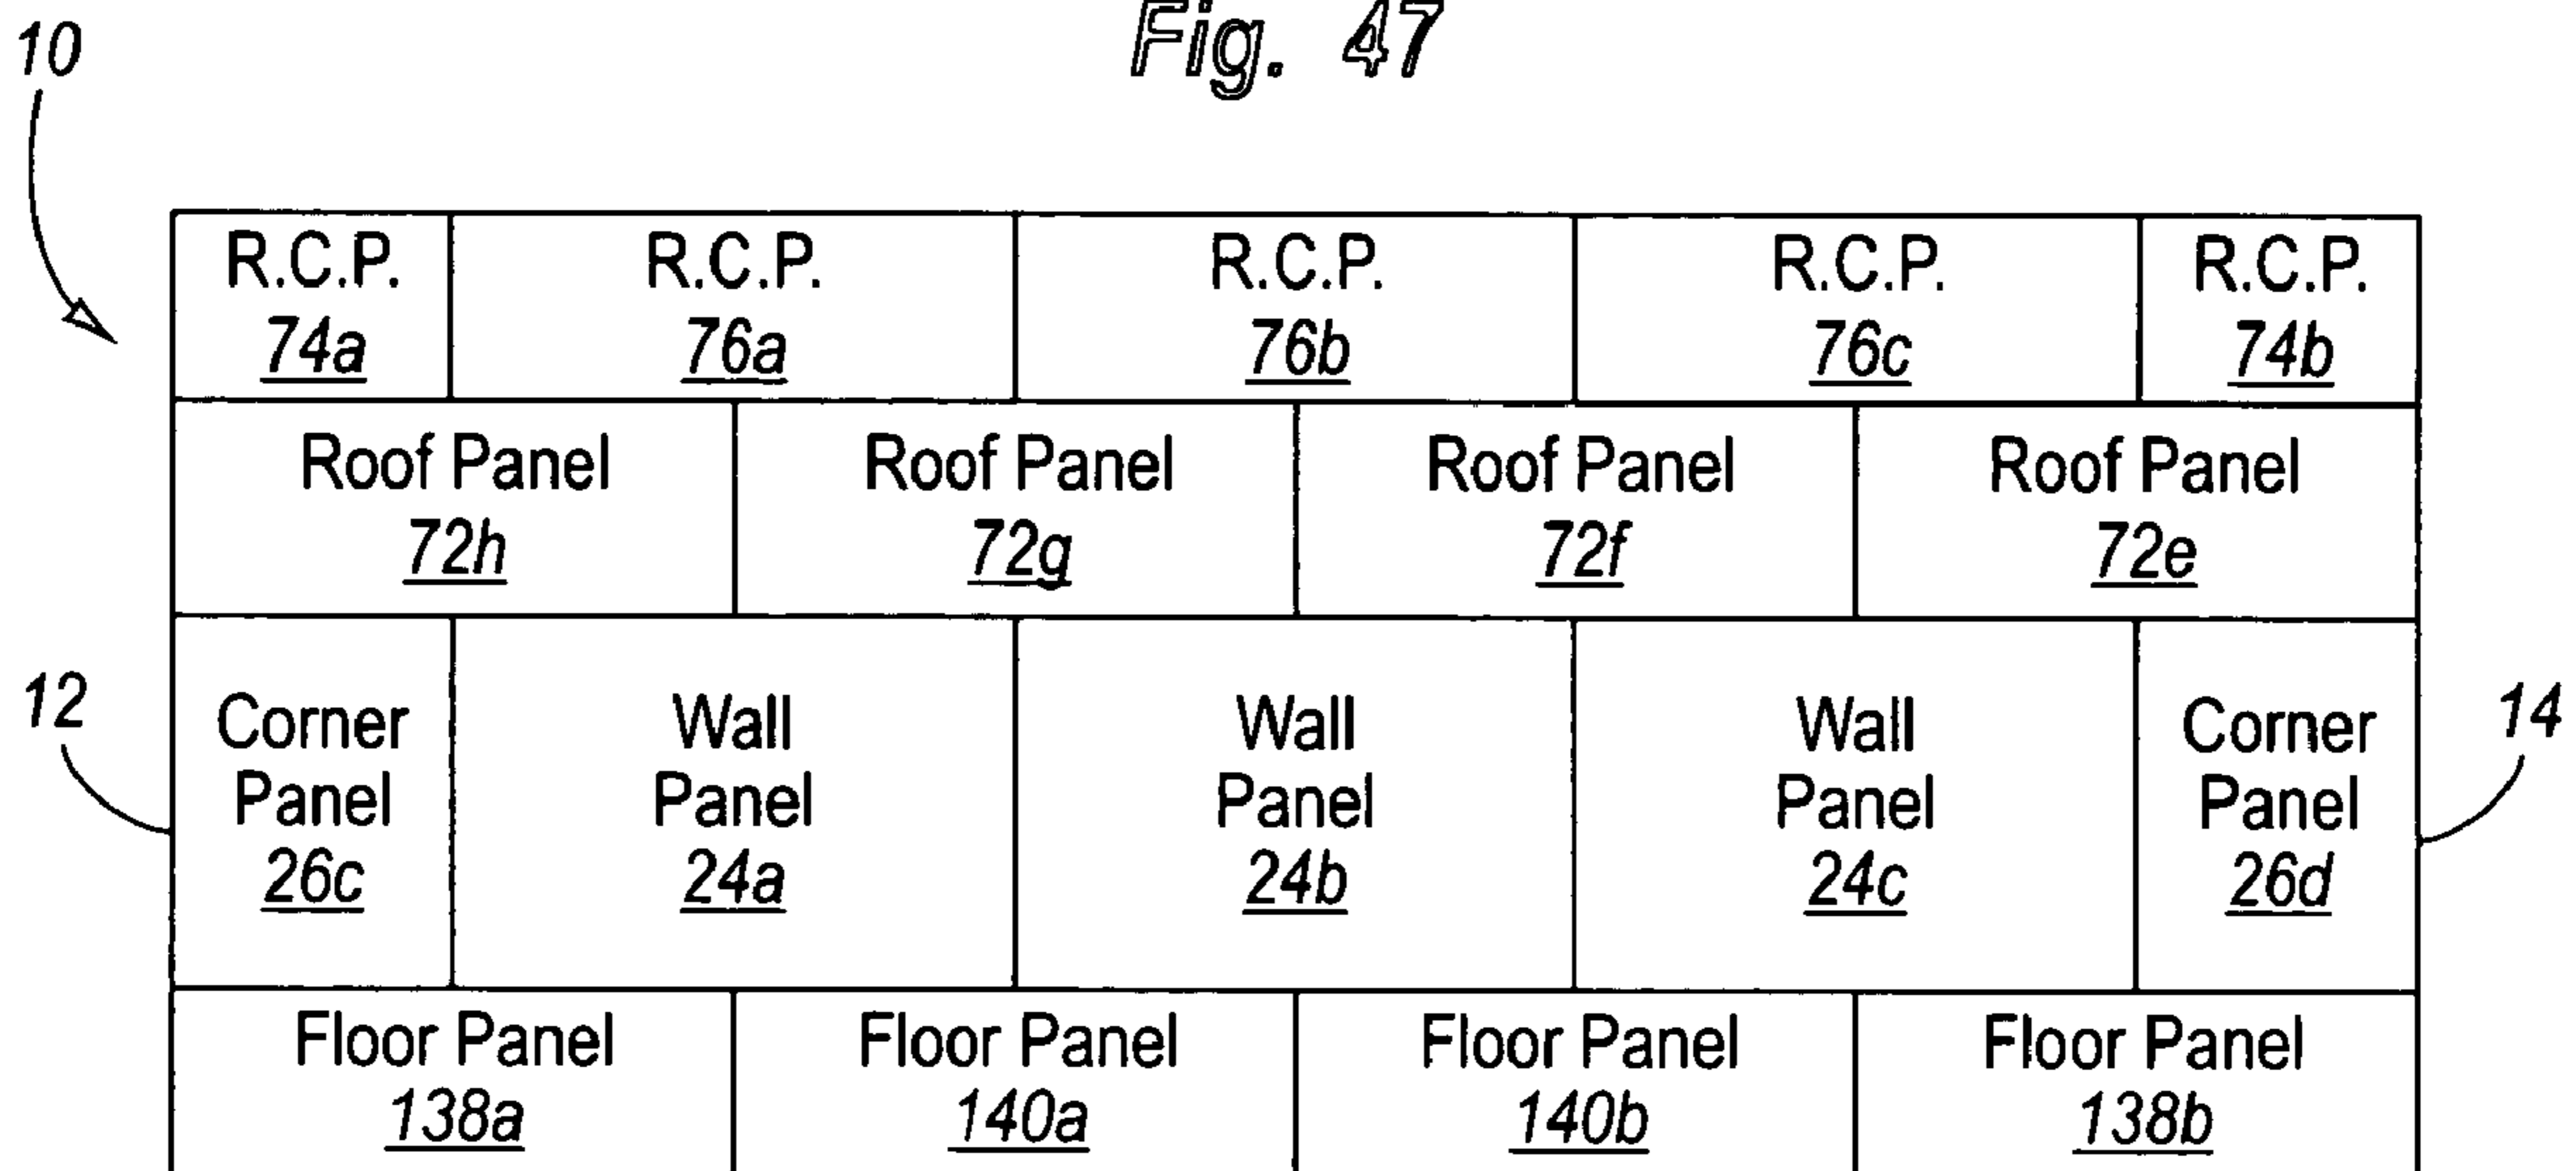 Fig. 47
10
R.C.P. R.C.P. R.C.P. R.C.P. R.C.P.
74a 76a 76b 76c 74b
Roof Panel Roof Panel Roof Panel Roof Panel
72h 72g 72f 72e
12
Corner Wall Wall Wall Corner
Panel Panel Panel Panel Panel
26c 24a 24b 24c 26d
14
Floor Panel Floor Panel Floor Panel Floor Panel
138a 140a 140b 138b